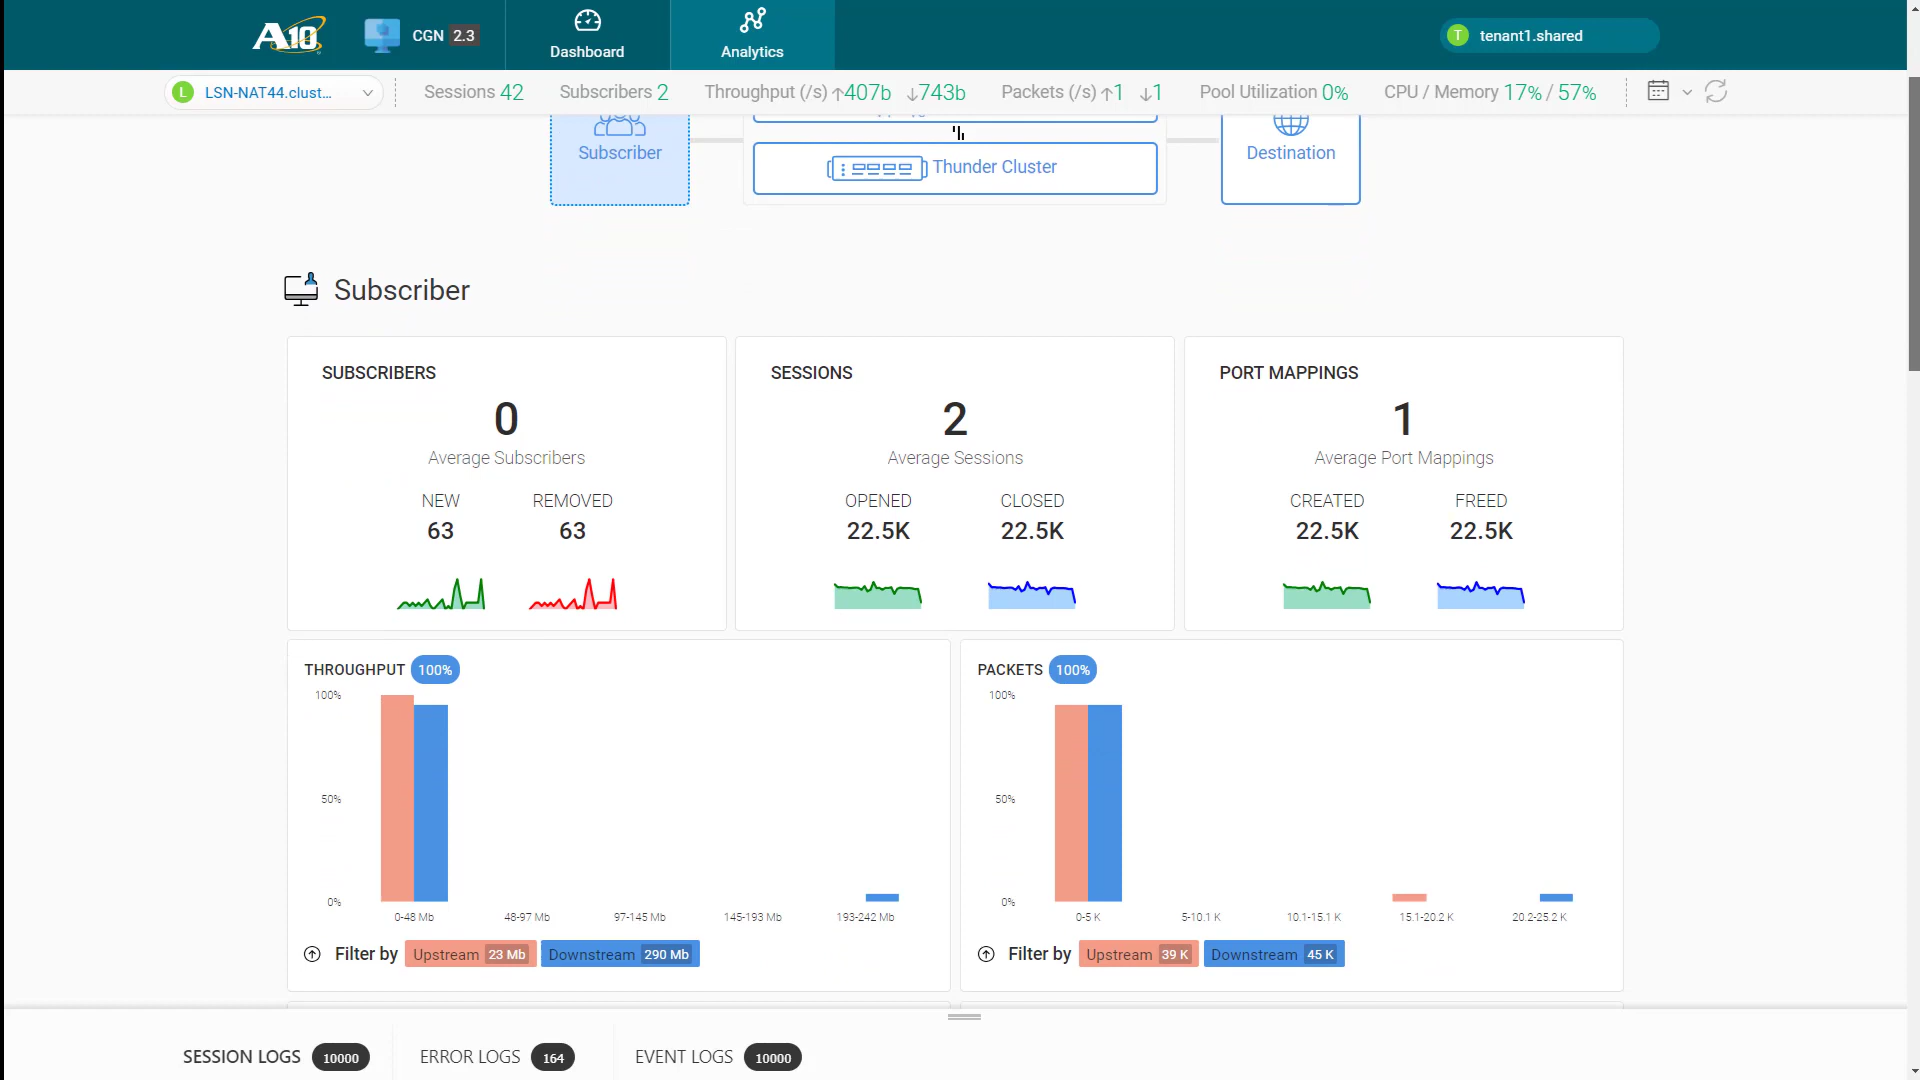 A10 CGN 2.3
Dashboard
Analytics
T tenant1.shared
L LSN-NAT44.clust...
Sessions 42
Subscribers 2
Throughput (/s) ↑407b ↓743b
Packets (/s) ↑1 ↓1
Pool Utilization 0%
CPU / Memory 17% / 57%
Subscriber
Thunder Cluster
Destination
Subscriber
SUBSCRIBERS
0
Average Subscribers
NEW REMOVED
63 63
SESSIONS
2
Average Sessions
OPENED CLOSED
22.5K 22.5K
PORT MAPPINGS
1
Average Port Mappings
CREATED FREED
22.5K 22.5K
THROUGHPUT 100%
100%
50%
0%
0-48 Mb 48-97 Mb 97-145 Mb 145-193 Mb 193-242 Mb
Filter by Upstream 23 Mb Downstream 290 Mb
PACKETS 100%
100%
50%
0%
0-5 K 5-10.1 K 10.1-15.1 K 15.1-20.2 K 20.2-25.2 K
Filter by Upstream 39 K Downstream 45 K
SESSION LOGS 10000
ERROR LOGS 164
EVENT LOGS 10000